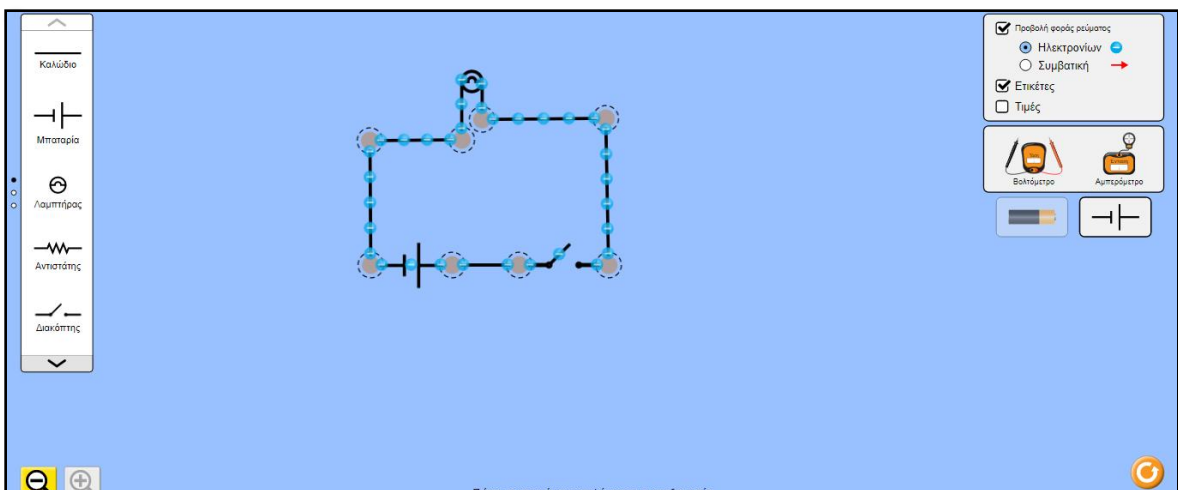 Καλώδιο
Μπαταρία
Λαμπτήρας
Αντιστάτης
Διακόπτης
Προβολή φοράς ρεύματος
Ηλεκτρονίων
Συμβατική
Ετικέτες
Τιμές
Βολτόμετρο
Αμπερόμετρο